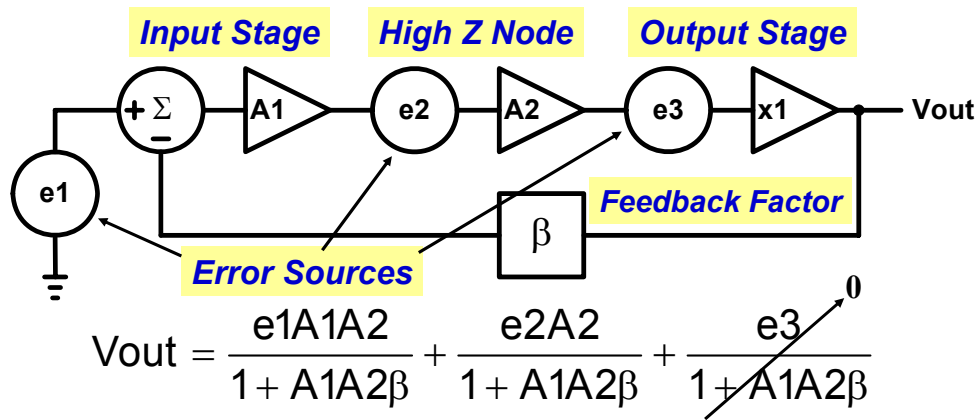 Input Stage High Z Node Output Stage
+ Σ A1 e2 A2 e3 x1 Vout
−
e1
Feedback Factor
β
Error Sources
0
Vout = e1A1A2 / 1 + A1A2β + e2A2 / 1 + A1A2β + e3 / 1 + A1A2β